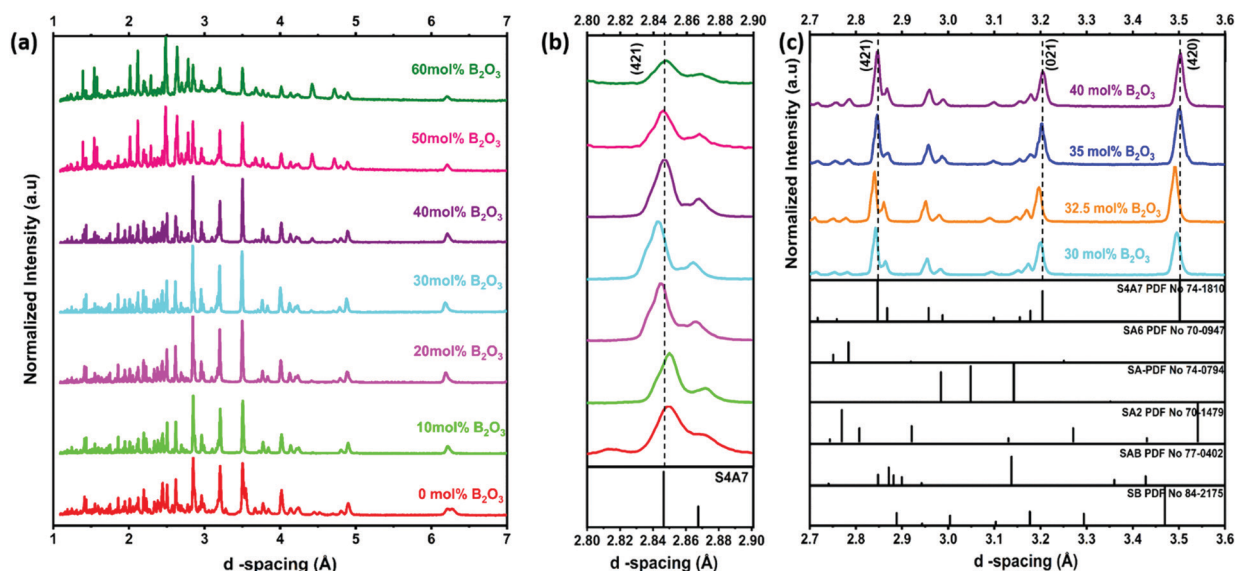 (a)
1 2 3 4 5 6 7
60mol% B₂O₃
50mol% B₂O₃
40mol% B₂O₃
30mol% B₂O₃
20mol% B₂O₃
10mol% B₂O₃
0 mol% B₂O₃
Normalized Intensity (a.u)
1 2 3 4 5 6 7
d -spacing (Å)
(b)
2.80 2.82 2.84 2.86 2.88 2.90
(421)
S4A7
2.80 2.82 2.84 2.86 2.88 2.90
d -spacing (Å)
(c)
2.7 2.8 2.9 3.0 3.1 3.2 3.3 3.4 3.5 3.6
(421)
(021)
(420)
40 mol% B₂O₃
35 mol% B₂O₃
32.5 mol% B₂O₃
30 mol% B₂O₃
S4A7 PDF No 74-1810
SA6 PDF No 70-0947
SA-PDF No 74-0794
SA2 PDF No 70-1479
SAB PDF No 77-0402
SB PDF No 84-2175
Normalized Intensity (a.u)
2.7 2.8 2.9 3.0 3.1 3.2 3.3 3.4 3.5 3.6
d -spacing (Å)